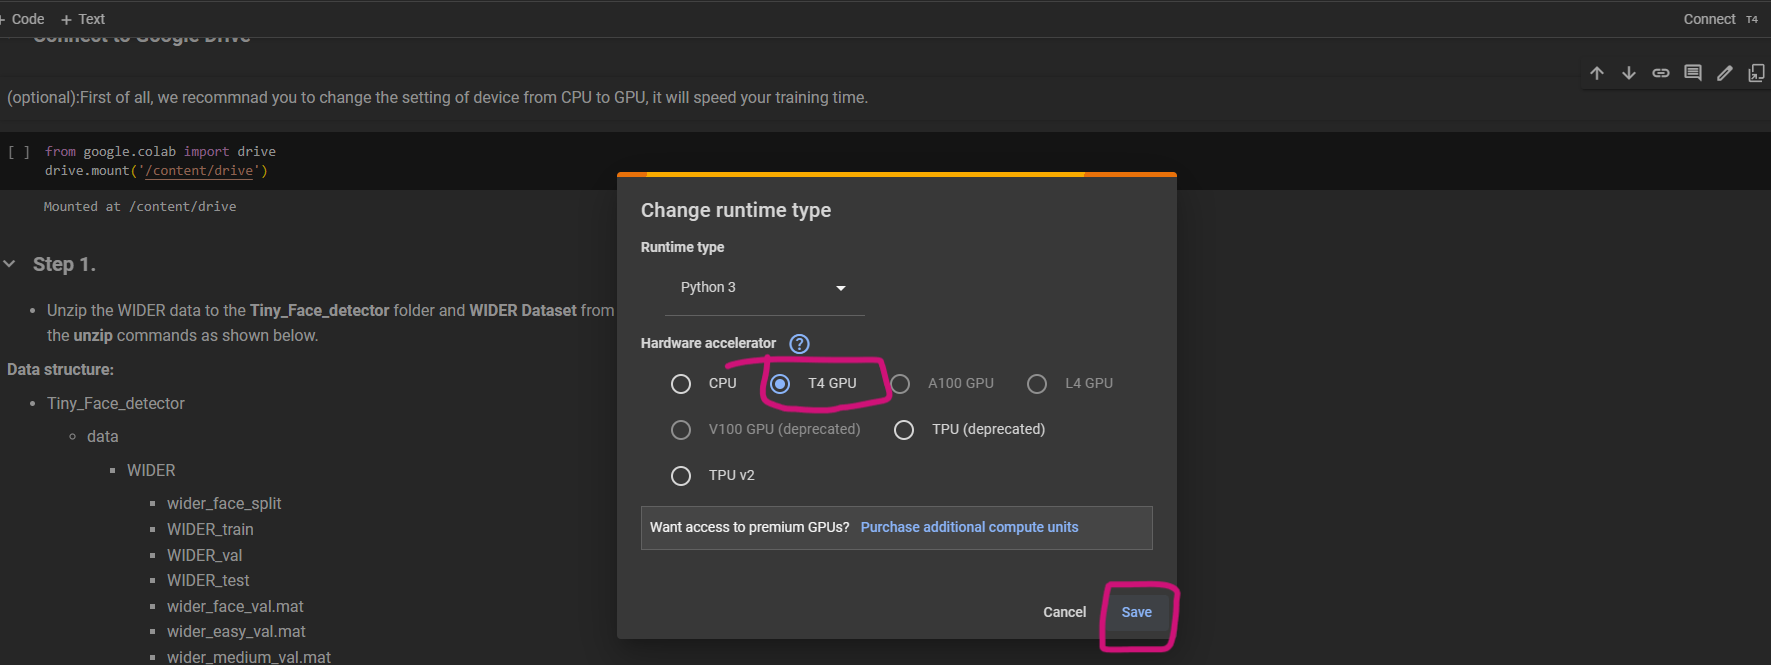 + Code + Text
Connect T4
Connect to Google Drive
(optional):First of all, we recommnad you to change the setting of device from CPU to GPU, it will speed your training time.
[ ] from google.colab import drive
drive.mount('/content/drive')
Mounted at /content/drive
Step 1.
• Unzip the WIDER data to the Tiny_Face_detector folder and WIDER Dataset from
the unzip commands as shown below.
Data structure:
• Tiny_Face_detector
◦ data
▪ WIDER
▪ wider_face_split
▪ WIDER_train
▪ WIDER_val
▪ WIDER_test
▪ wider_face_val.mat
▪ wider_easy_val.mat
▪ wider_medium_val.mat
Change runtime type
Runtime type
Python 3
Hardware accelerator ?
CPU T4 GPU A100 GPU L4 GPU
V100 GPU (deprecated) TPU (deprecated)
TPU v2
Want access to premium GPUs? Purchase additional compute units
Cancel Save